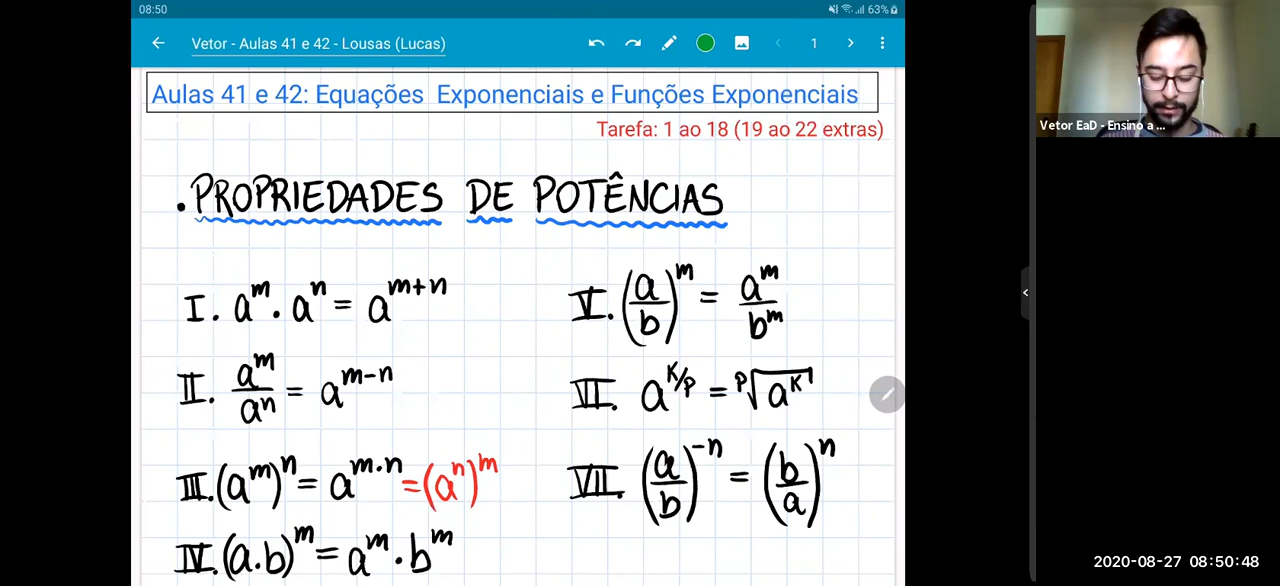 08:50
63%
Vetor - Aulas 41 e 42 - Lousas (Lucas)
1
Aulas 41 e 42: Equações Exponenciais e Funções Exponenciais
Tarefa: 1 ao 18 (19 ao 22 extras)
. PROPRIEDADES DE POTÊNCIAS
I. a^m · a^n = a^(m+n)
II. a^m / a^n = a^(m-n)
III. (a^m)^n = a^(m·n) = (a^n)^m
IV. (a.b)^m = a^m · b^m
V. (a/b)^m = a^m / b^m
VI. a^(K/P) = ᴾ√(a^K)
VII. (a/b)^(-n) = (b/a)^n
Vetor EaD - Ensino a ...
2020-08-27 08:50:48